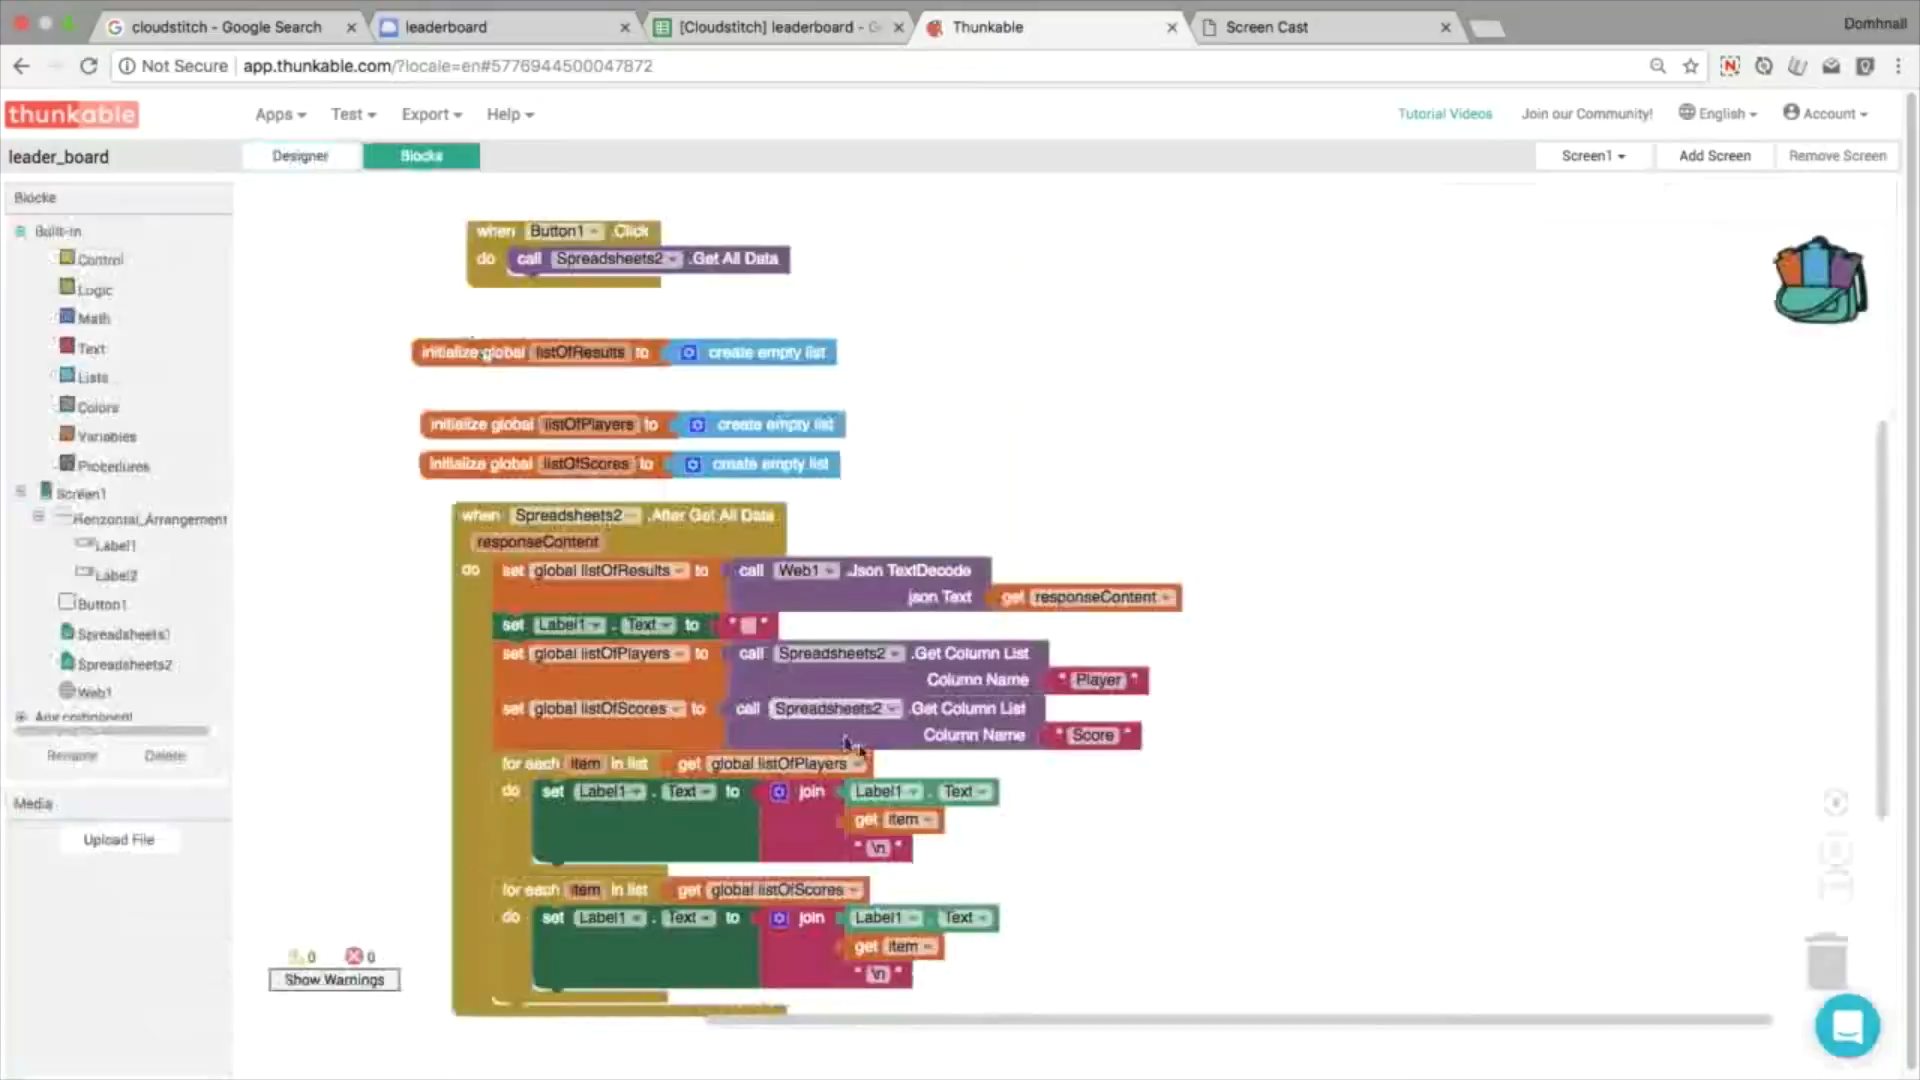 cloudstitch - Google Search
leaderboard
[Cloudstitch] leaderboard - G
Thunkable
Screen Cast
Domhnall
Not Secure
app.thunkable.com/?locale=en#5776944500047872
thunkable
Apps
Test
Export
Help
Tutorial Videos
Join our Community!
English
Account
leader_board
Designer
Blocks
Screen1
Add Screen
Remove Screen
Blocks
Built-in
Control
Logic
Math
Text
Lists
Colors
Variables
Procedures
Screen1
Horizontal_Arrangement
Label1
Label2
Button1
Spreadsheets1
Spreadsheets2
Web1
Any component
Rename
Delete
Media
Upload File
when Button1 .Click
do call Spreadsheets2 .Get All Data
initialize global listOfResults to create empty list
initialize global listOfPlayers to create empty list
initialize global listOfScores to create empty list
when Spreadsheets2 .After Get All Data
responseContent
do set global listOfResults to call Web1 .Json TextDecode
json Text get responseContent
set Label1 . Text to " "
set global listOfPlayers to call Spreadsheets2 .Get Column List
Column Name " Player "
set global listOfScores to call Spreadsheets2 .Get Column List
Column Name " Score "
for each item in list get global listOfPlayers
do set Label1 . Text to join Label1 . Text
get item
" \n "
for each item in list get global listOfScores
do set Label1 . Text to join Label1 . Text
get item
" \n "
0 0
Show Warnings